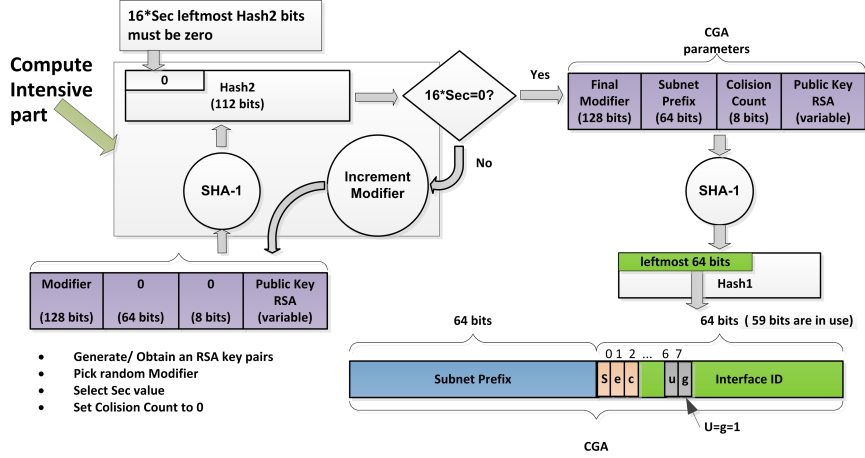 16*Sec leftmost Hash2 bits
must be zero
Compute
Intensive
part
0
Hash2
(112 bits)
16*Sec=0?
Yes
No
SHA-1
Increment
Modifier
Modifier
(128 bits)
0
(64 bits)
0
(8 bits)
Public Key
RSA
(variable)
CGA
parameters
Final
Modifier
(128 bits)
Subnet
Prefix
(64 bits)
Colision
Count
(8 bits)
Public Key
RSA
(variable)
SHA-1
leftmost 64 bits
Hash1
• Generate/ Obtain an RSA key pairs
• Pick random Modifier
• Select Sec value
• Set Colision Count to 0
64 bits
64 bits ( 59 bits are in use)
0 1 2 ... 6 7
Subnet Prefix
S e c
u g
Interface ID
U=g=1
CGA